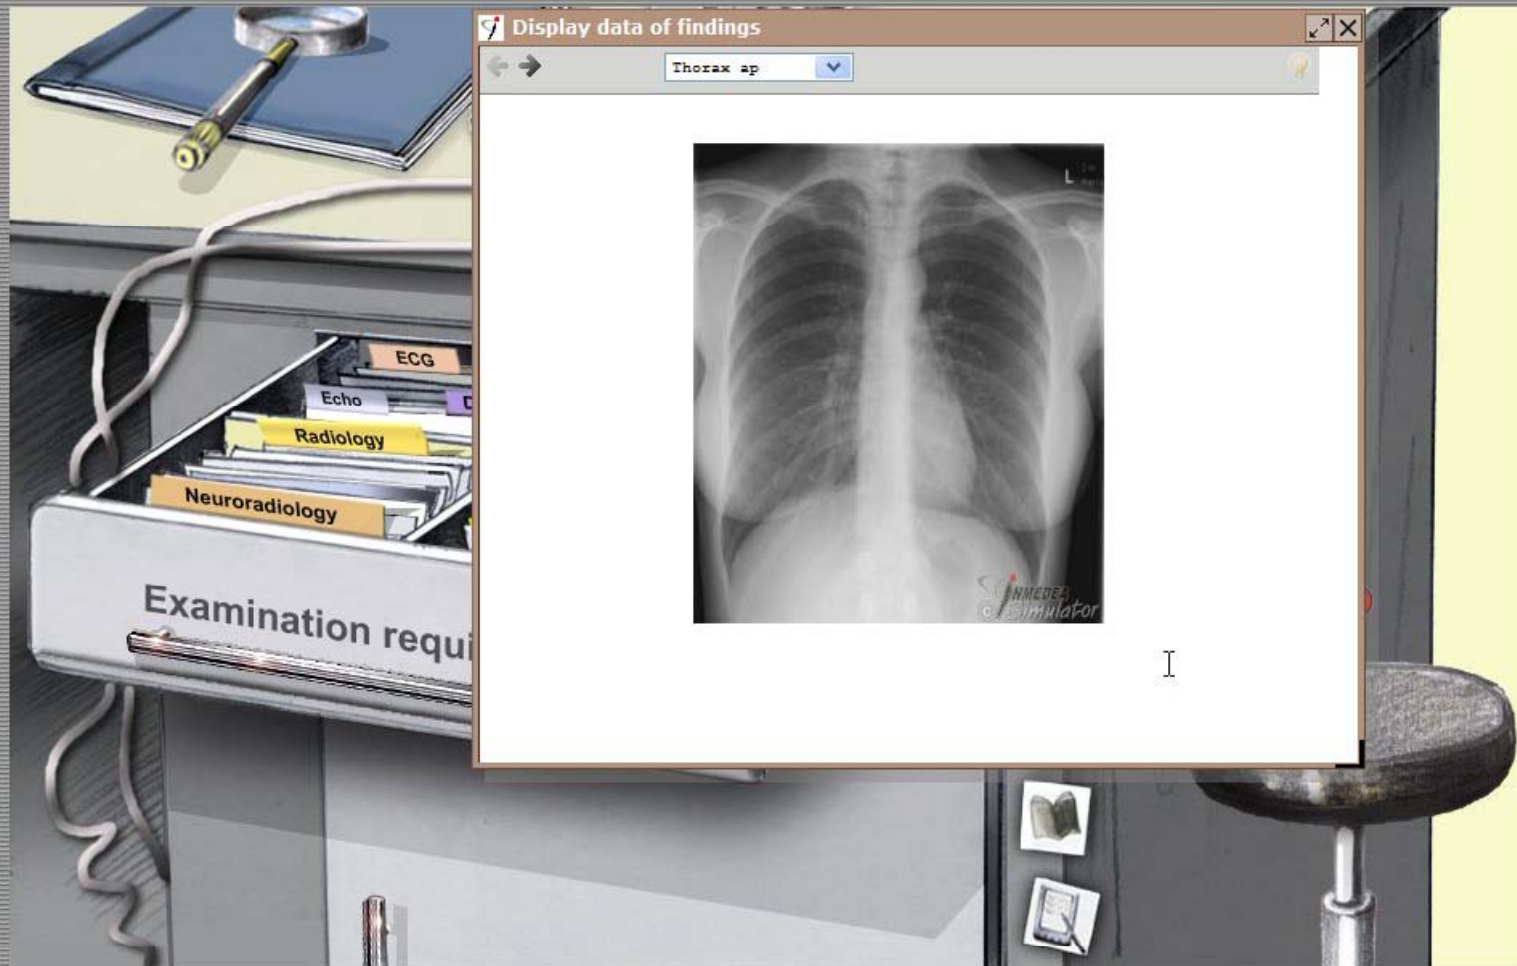 Display data of findings
Thorax ap
L
ECG
Echo
Radiology
Neuroradiology
Examination requi
INMEDEA
Simulator